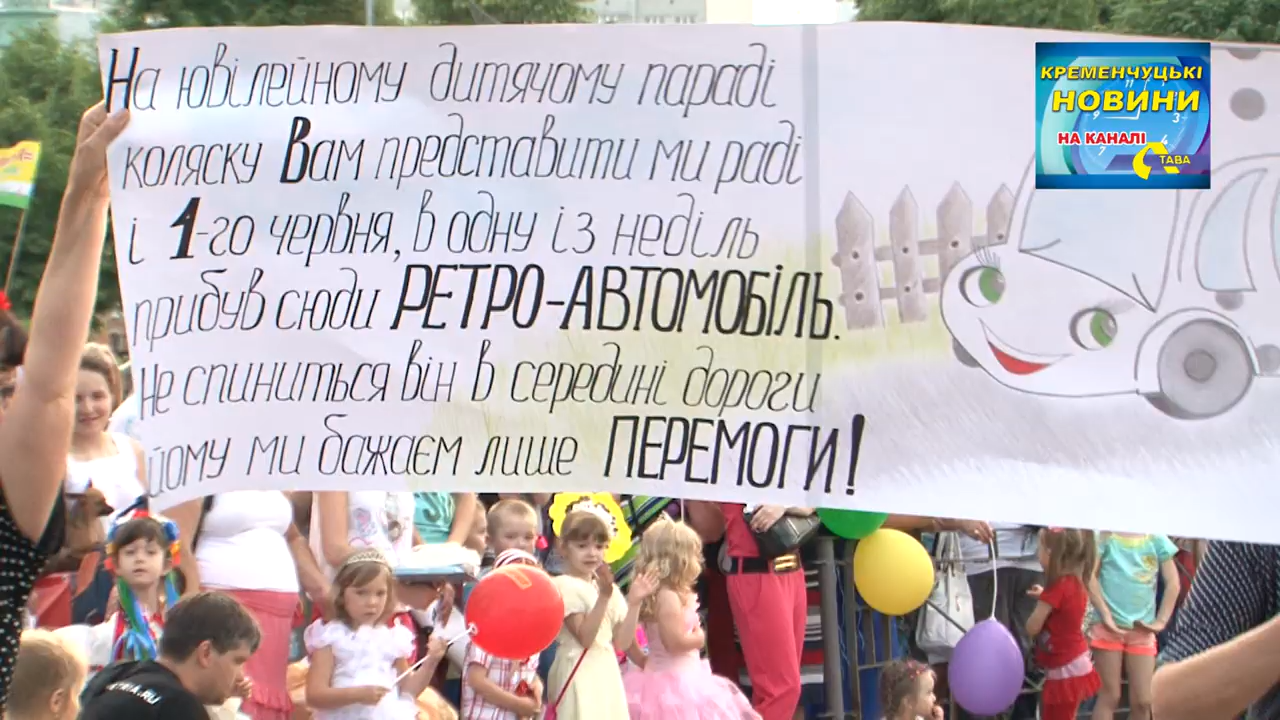 На ювілейному дитячому параді
коляску Вам представити ми раді
і 1-го червня, в одну із неділь
прибув сюди РЕТРО-АВТОМОБІЛЬ.
Не спиниться він в середині дороги
йому ми бажаєм лише ПЕРЕМОГИ!
КРЕМЕНЧУЦЬКІ
НОВИНИ
НА КАНАЛІ
ТАВА